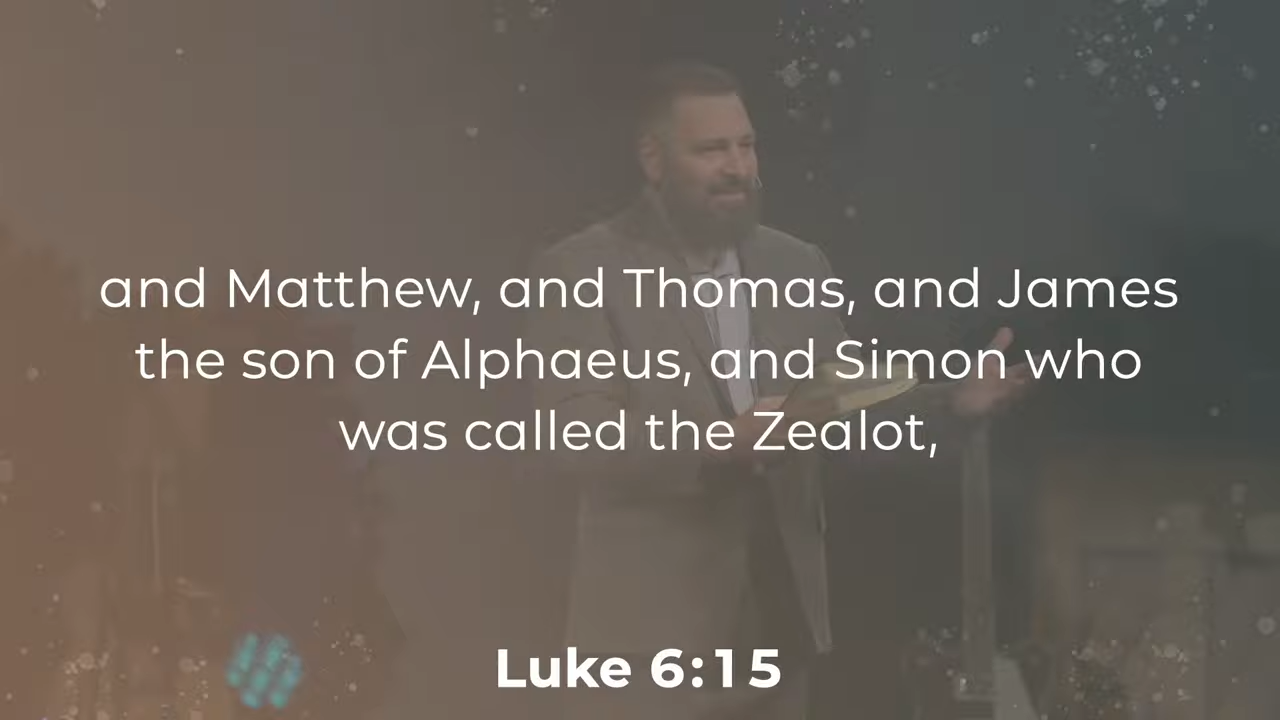 and Matthew, and Thomas, and James
the son of Alphaeus, and Simon who
was called the Zealot,
Luke 6:15